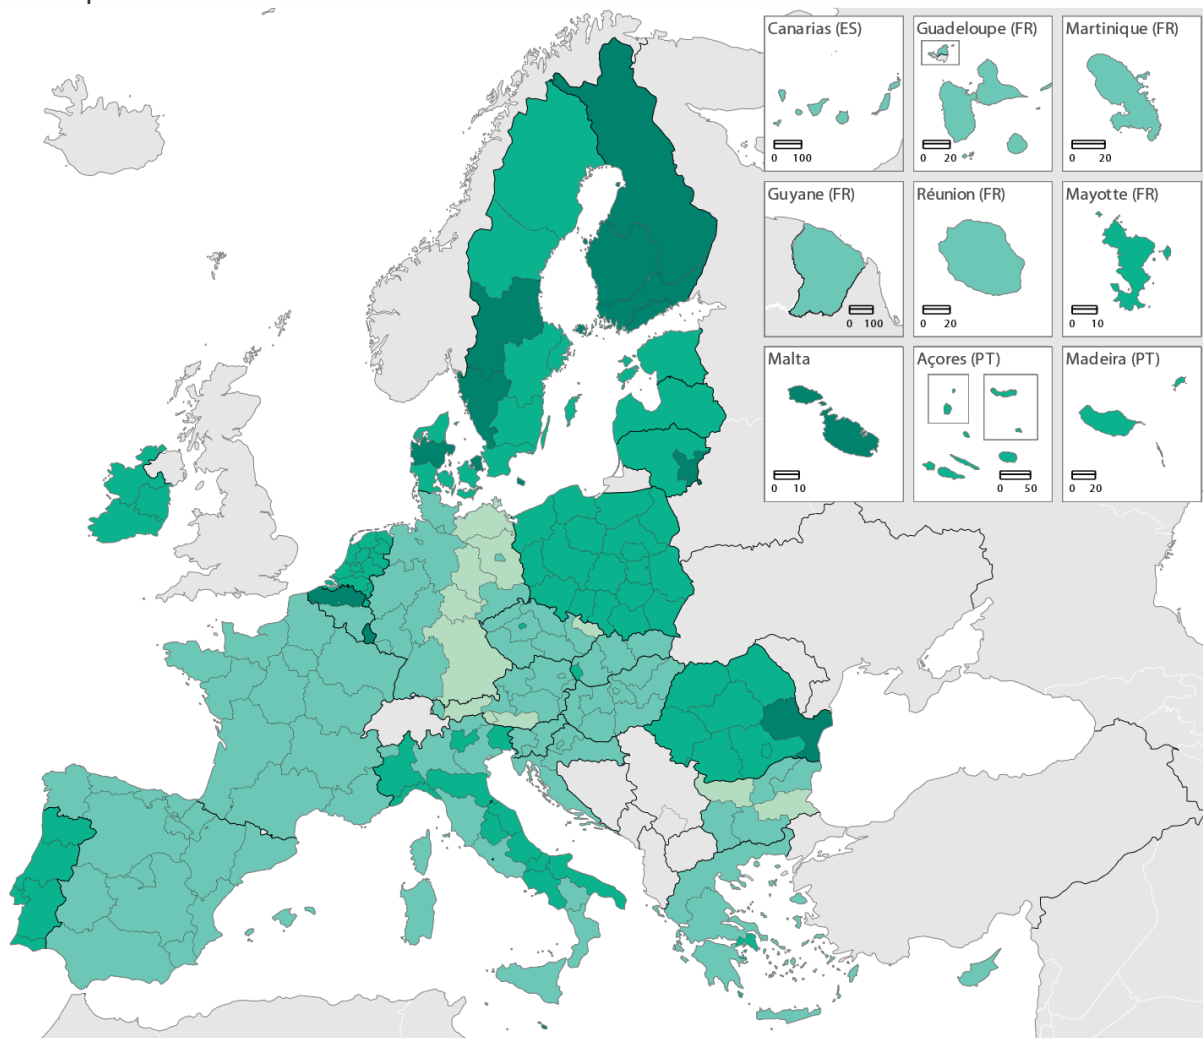 Canarias (ES)
0 100
Guadeloupe (FR)
0 20
Martinique (FR)
0 20
Guyane (FR)
0 100
Réunion (FR)
0 20
Mayotte (FR)
0 10
Malta
0 10
Açores (PT)
0 50
Madeira (PT)
0 20